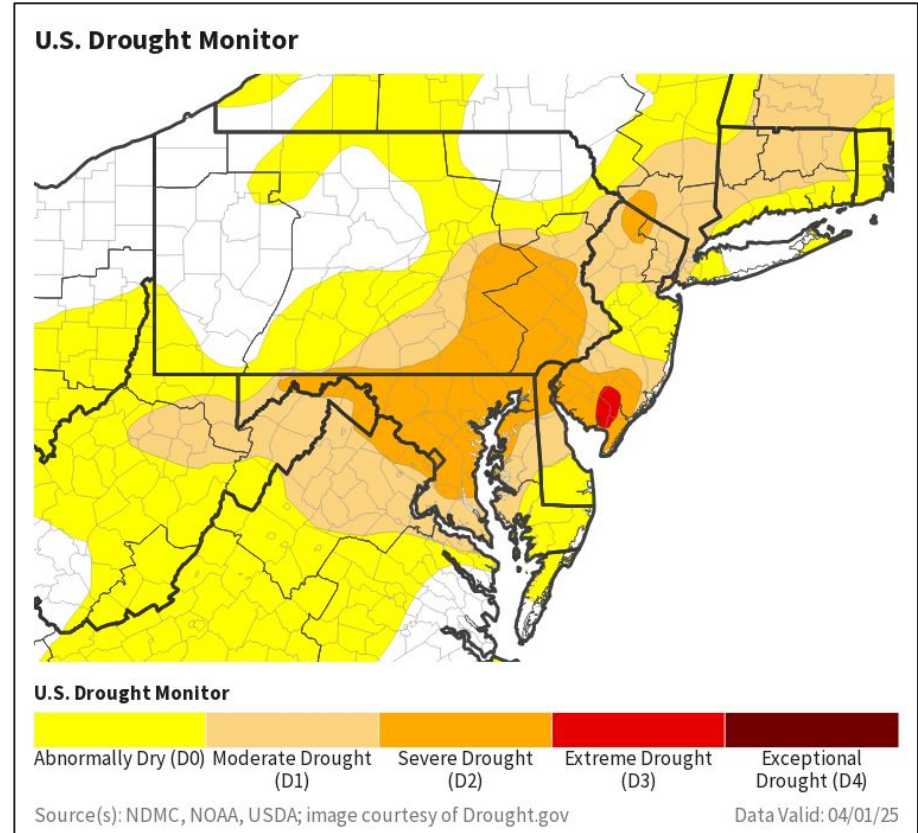 U.S. Drought Monitor
U.S. Drought Monitor
Abnormally Dry (D0)
Moderate Drought
(D1)
Severe Drought
(D2)
Extreme Drought
(D3)
Exceptional
Drought (D4)
Source(s): NDMC, NOAA, USDA; image courtesy of Drought.gov
Data Valid: 04/01/25